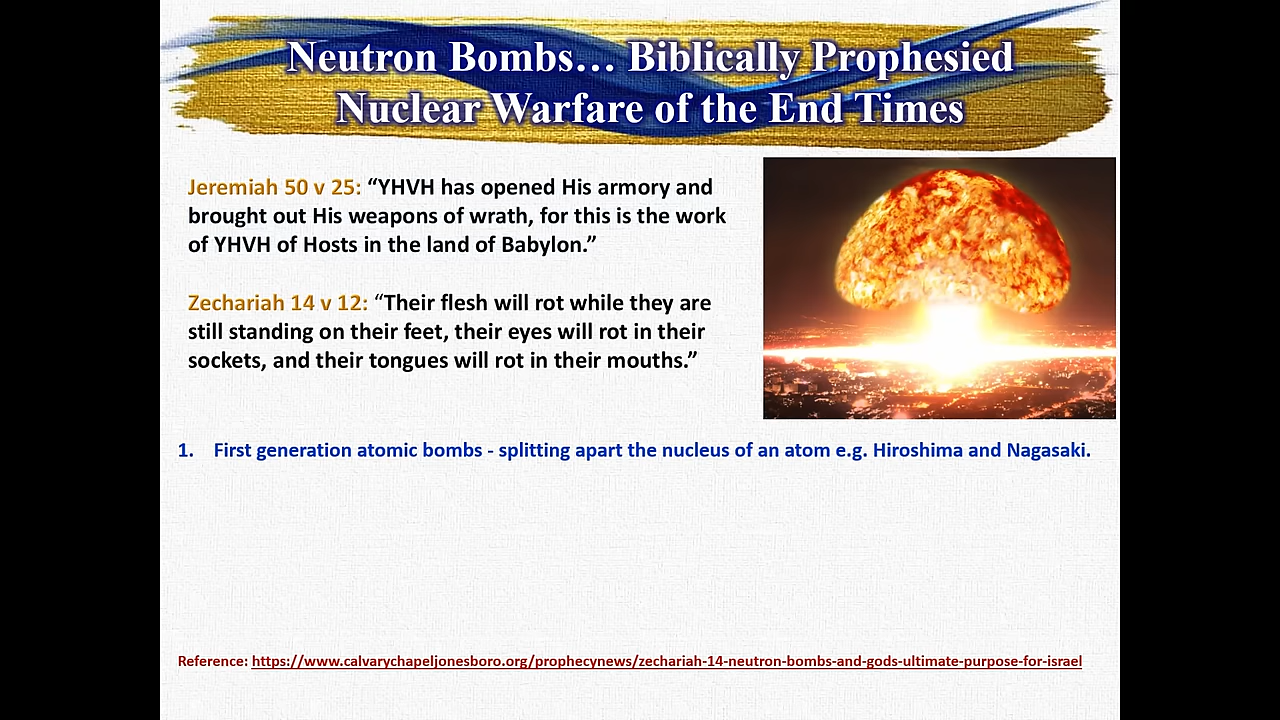 Neutron Bombs… Biblically Prophesied
Nuclear Warfare of the End Times
Jeremiah 50 v 25: “YHVH has opened His armory and
brought out His weapons of wrath, for this is the work
of YHVH of Hosts in the land of Babylon.”
Zechariah 14 v 12: “Their flesh will rot while they are
still standing on their feet, their eyes will rot in their
sockets, and their tongues will rot in their mouths.”
1. First generation atomic bombs - splitting apart the nucleus of an atom e.g. Hiroshima and Nagasaki.
Reference: https://www.calvarychapeljonesboro.org/prophecynews/zechariah-14-neutron-bombs-and-gods-ultimate-purpose-for-israel